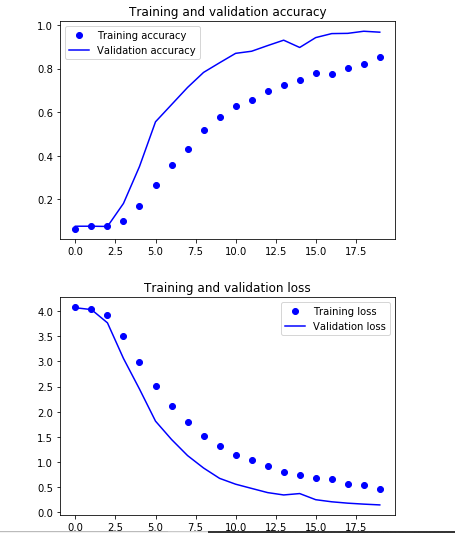 Training and validation accuracy
1.0
Training accuracy
Validation accuracy
0.8
0.6
0.4
0.2
0.0 2.5 5.0 7.5 10.0 12.5 15.0 17.5
Training and validation loss
4.0
Training loss
Validation loss
3.5
3.0
2.5
2.0
1.5
1.0
0.5
0.0
0.0 2.5 5.0 7.5 10.0 12.5 15.0 17.5